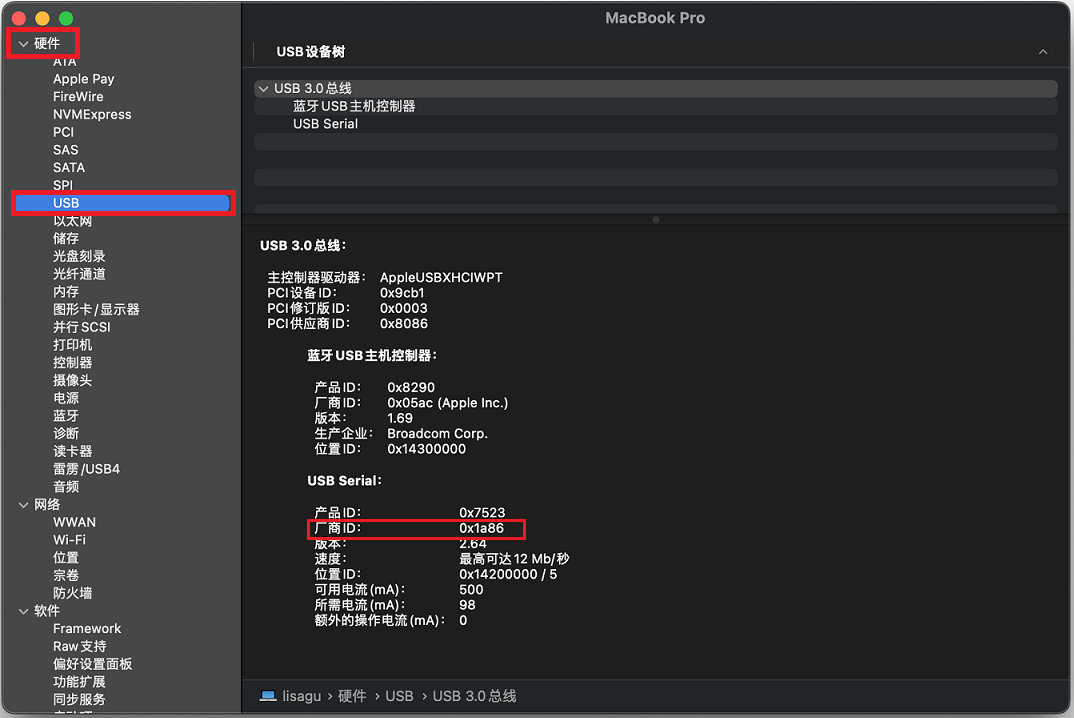 MacBook Pro
硬件
ATA
Apple Pay
FireWire
NVMExpress
PCI
SAS
SATA
SPI
USB
以太网
储存
光盘刻录
光纤通道
内存
图形卡/显示器
并行SCSI
打印机
控制器
摄像头
电源
蓝牙
诊断
读卡器
雷雳/USB4
音频
网络
WWAN
Wi-Fi
位置
宗卷
防火墙
软件
Framework
Raw支持
偏好设置面板
功能扩展
同步服务
USB设备树
USB 3.0总线
蓝牙USB主机控制器
USB Serial
USB 3.0总线：
主控制器驱动器： AppleUSBXHCIWPT
PCI设备ID： 0x9cb1
PCI修订版ID： 0x0003
PCI供应商ID： 0x8086
蓝牙USB主机控制器：
产品ID： 0x8290
厂商ID： 0x05ac (Apple Inc.)
版本： 1.69
生产企业： Broadcom Corp.
位置ID： 0x14300000
USB Serial：
产品ID： 0x7523
厂商ID： 0x1a86
版本： 2.64
速度： 最高可达12 Mb/秒
位置ID： 0x14200000 / 5
可用电流(mA)： 500
所需电流(mA)： 98
额外的操作电流(mA)： 0
lisagu › 硬件 › USB › USB 3.0总线